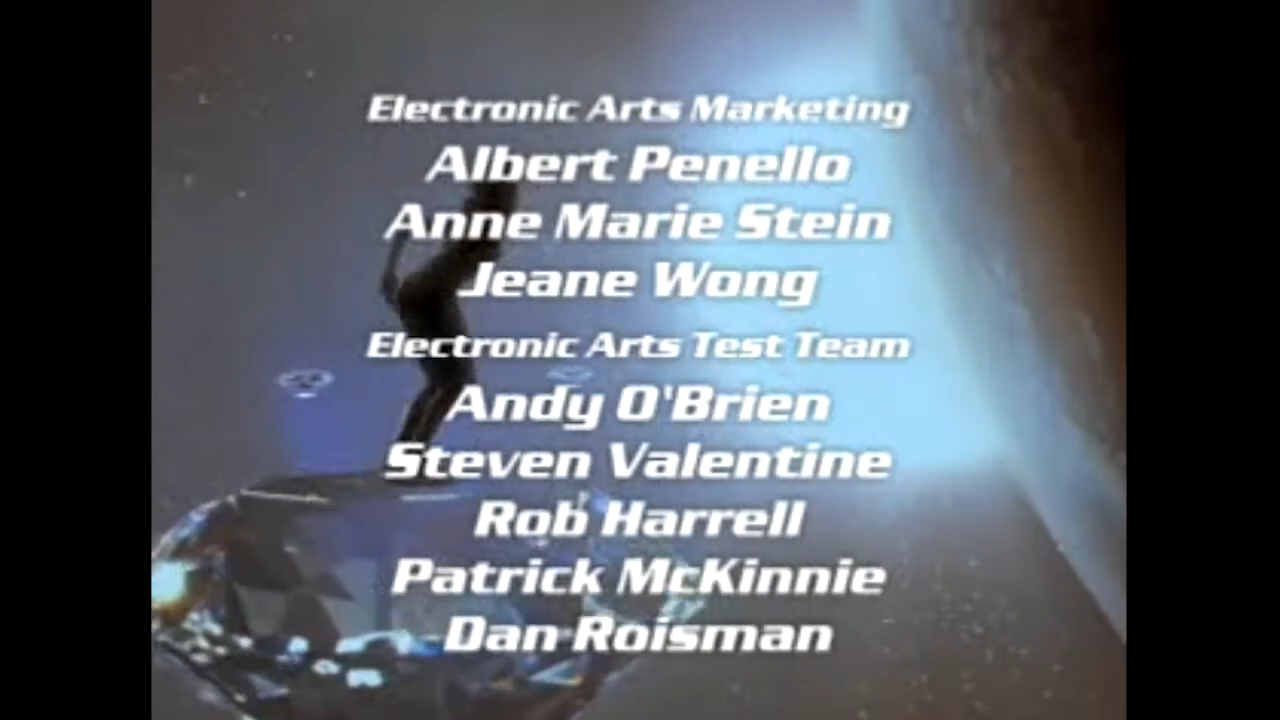 Electronic Arts Marketing
Albert Penello
Anne Marie Stein
Jeane Wong
Electronic Arts Test Team
Andy O'Brien
Steven Valentine
Rob Harrell
Patrick McKinnie
Dan Roisman